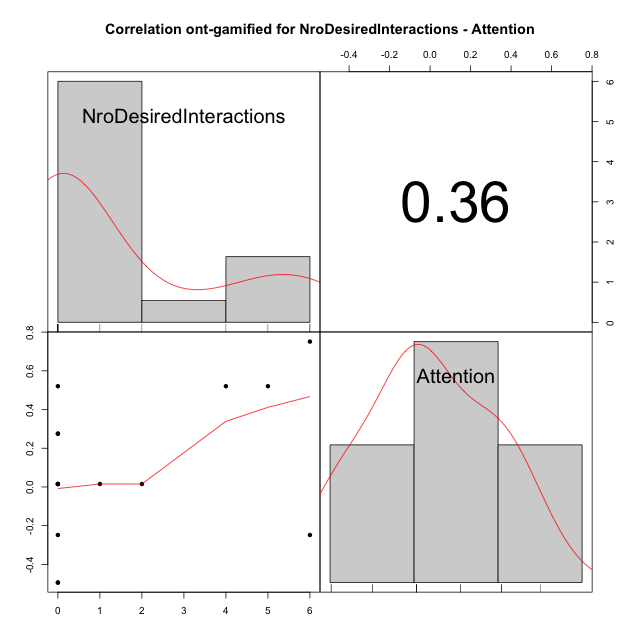 Correlation ont-gamified for NroDesiredInteractions - Attention
-0.4 -0.2 0.0 0.2 0.4 0.6 0.8
NroDesiredInteractions
0.36
0 1 2 3 4 5 6
Attention
-0.4 -0.2 0.0 0.2 0.4 0.6 0.8
0 1 2 3 4 5 6